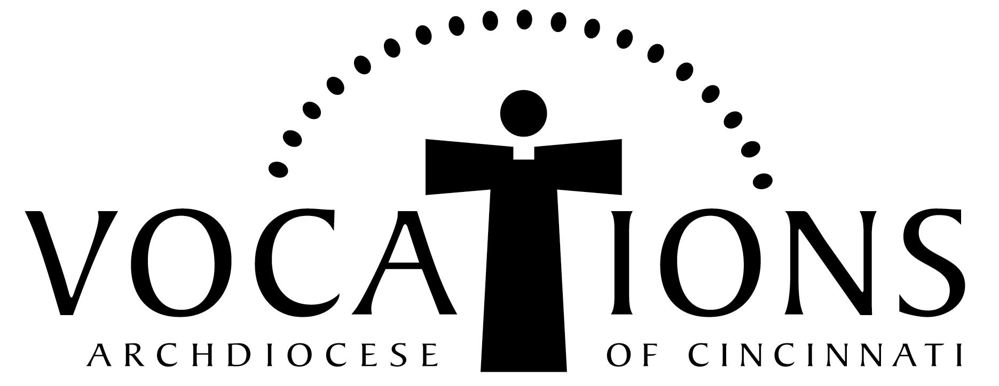 VOCATIONS
ARCHDIOCESE OF CINCINNATI